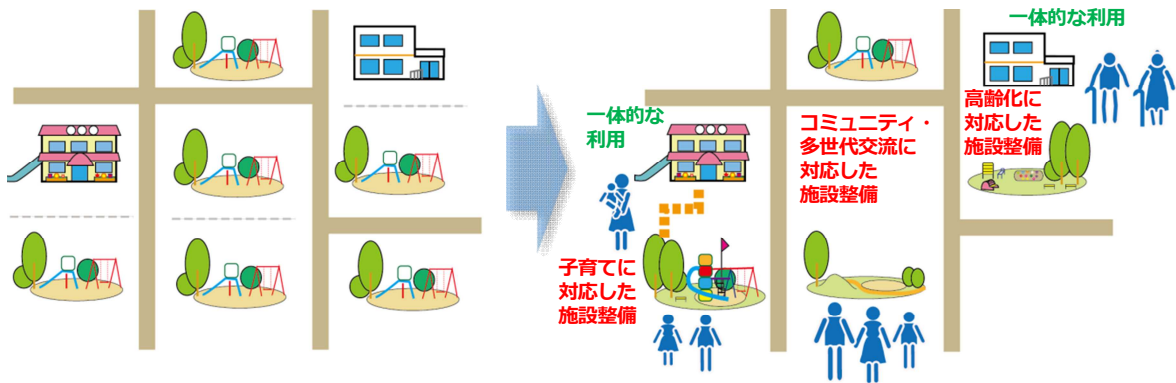 一体的な利用
一体的な
利用
コミュニティ・
多世代交流に
対応した
施設整備
高齢化に
対応した
施設整備
子育てに
対応した
施設整備